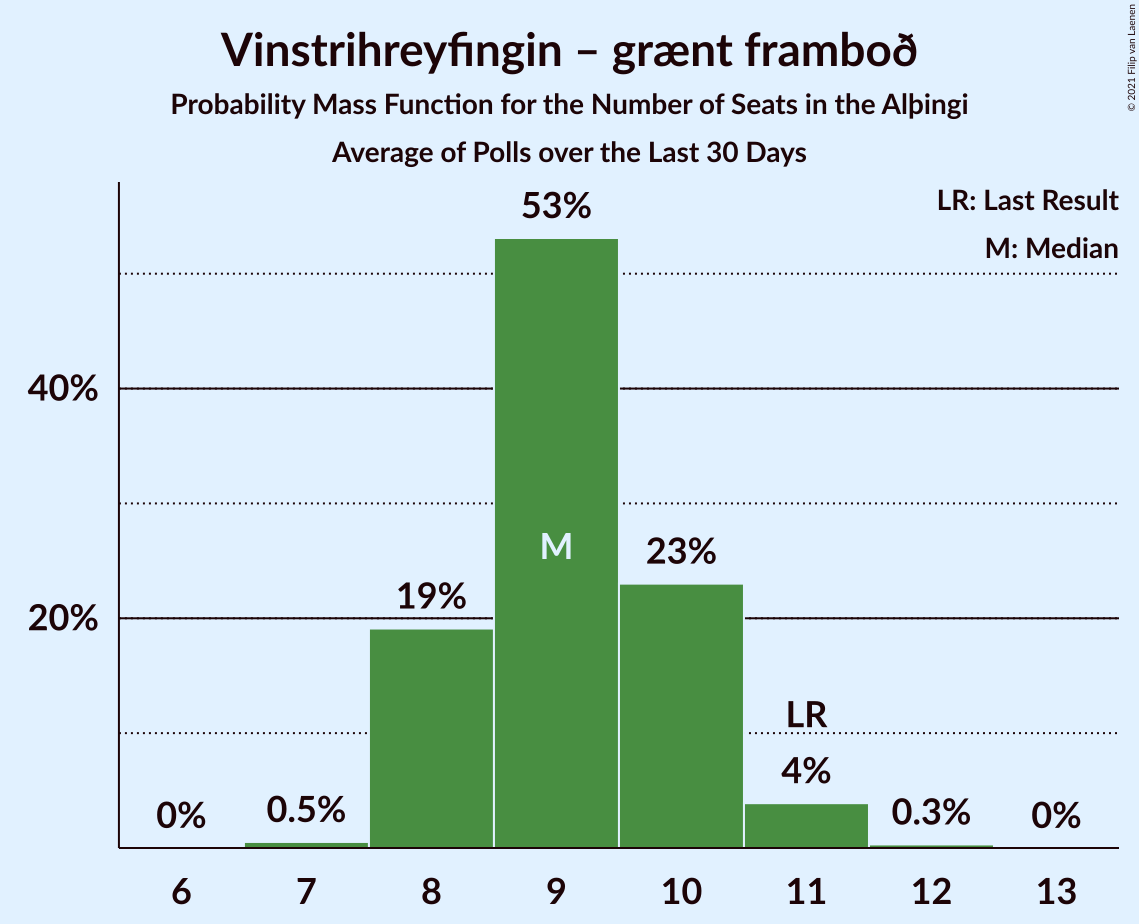 Vinstrihreyfingin – grænt framboð
Probability Mass Function for the Number of Seats in the Alþingi
Average of Polls over the Last 30 Days
© 2021 Filip van Laenen
LR: Last Result
M: Median
53%
40%
M
23%
19%
20%
LR
4%
0%
0.5%
0.3%
0%
6 7 8 9 10 11 12 13